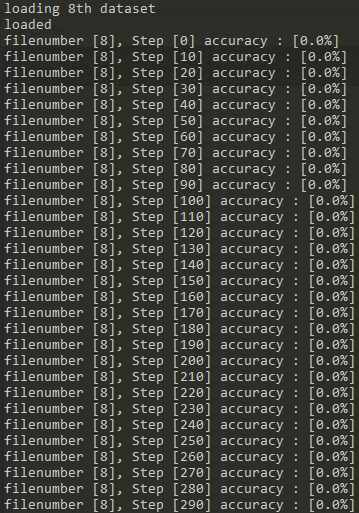 loading 8th dataset
loaded
filenumber [8], Step [0] accuracy : [0.0%]
filenumber [8], Step [10] accuracy : [0.0%]
filenumber [8], Step [20] accuracy : [0.0%]
filenumber [8], Step [30] accuracy : [0.0%]
filenumber [8], Step [40] accuracy : [0.0%]
filenumber [8], Step [50] accuracy : [0.0%]
filenumber [8], Step [60] accuracy : [0.0%]
filenumber [8], Step [70] accuracy : [0.0%]
filenumber [8], Step [80] accuracy : [0.0%]
filenumber [8], Step [90] accuracy : [0.0%]
filenumber [8], Step [100] accuracy : [0.0%]
filenumber [8], Step [110] accuracy : [0.0%]
filenumber [8], Step [120] accuracy : [0.0%]
filenumber [8], Step [130] accuracy : [0.0%]
filenumber [8], Step [140] accuracy : [0.0%]
filenumber [8], Step [150] accuracy : [0.0%]
filenumber [8], Step [160] accuracy : [0.0%]
filenumber [8], Step [170] accuracy : [0.0%]
filenumber [8], Step [180] accuracy : [0.0%]
filenumber [8], Step [190] accuracy : [0.0%]
filenumber [8], Step [200] accuracy : [0.0%]
filenumber [8], Step [210] accuracy : [0.0%]
filenumber [8], Step [220] accuracy : [0.0%]
filenumber [8], Step [230] accuracy : [0.0%]
filenumber [8], Step [240] accuracy : [0.0%]
filenumber [8], Step [250] accuracy : [0.0%]
filenumber [8], Step [260] accuracy : [0.0%]
filenumber [8], Step [270] accuracy : [0.0%]
filenumber [8], Step [280] accuracy : [0.0%]
filenumber [8], Step [290] accuracy : [0.0%]